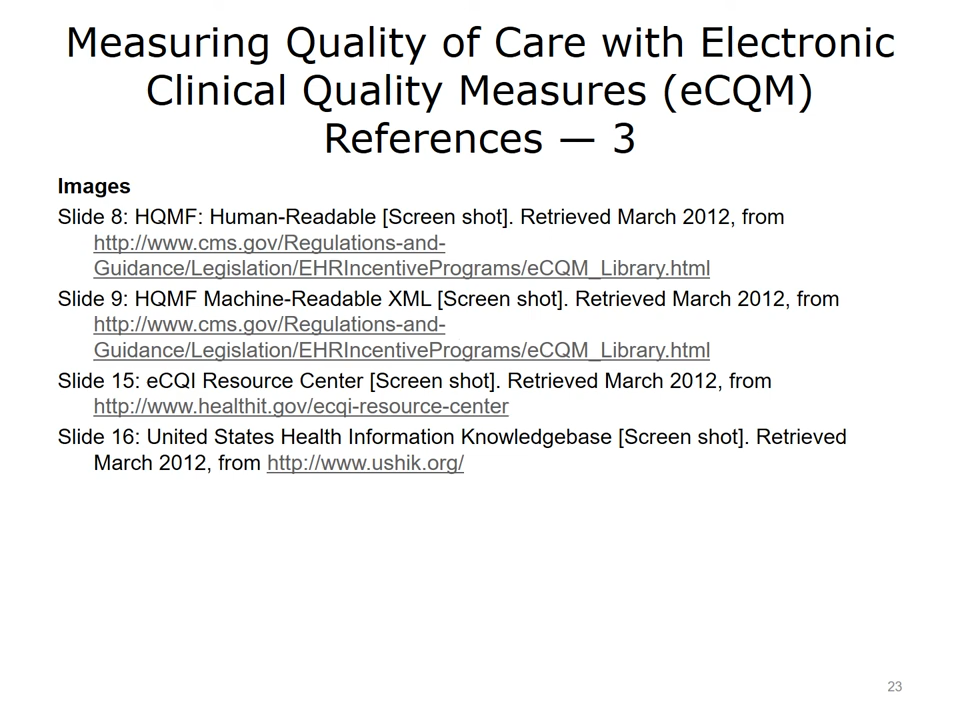 Measuring Quality of Care with Electronic
Clinical Quality Measures (eCQM)
References — 3
Images
Slide 8: HQMF: Human-Readable [Screen shot]. Retrieved March 2012, from
http://www.cms.gov/Regulations-and-
Guidance/Legislation/EHRIncentivePrograms/eCQM_Library.html
Slide 9: HQMF Machine-Readable XML [Screen shot]. Retrieved March 2012, from
http://www.cms.gov/Regulations-and-
Guidance/Legislation/EHRIncentivePrograms/eCQM_Library.html
Slide 15: eCQI Resource Center [Screen shot]. Retrieved March 2012, from
http://www.healthit.gov/ecqi-resource-center
Slide 16: United States Health Information Knowledgebase [Screen shot]. Retrieved
March 2012, from http://www.ushik.org/
23